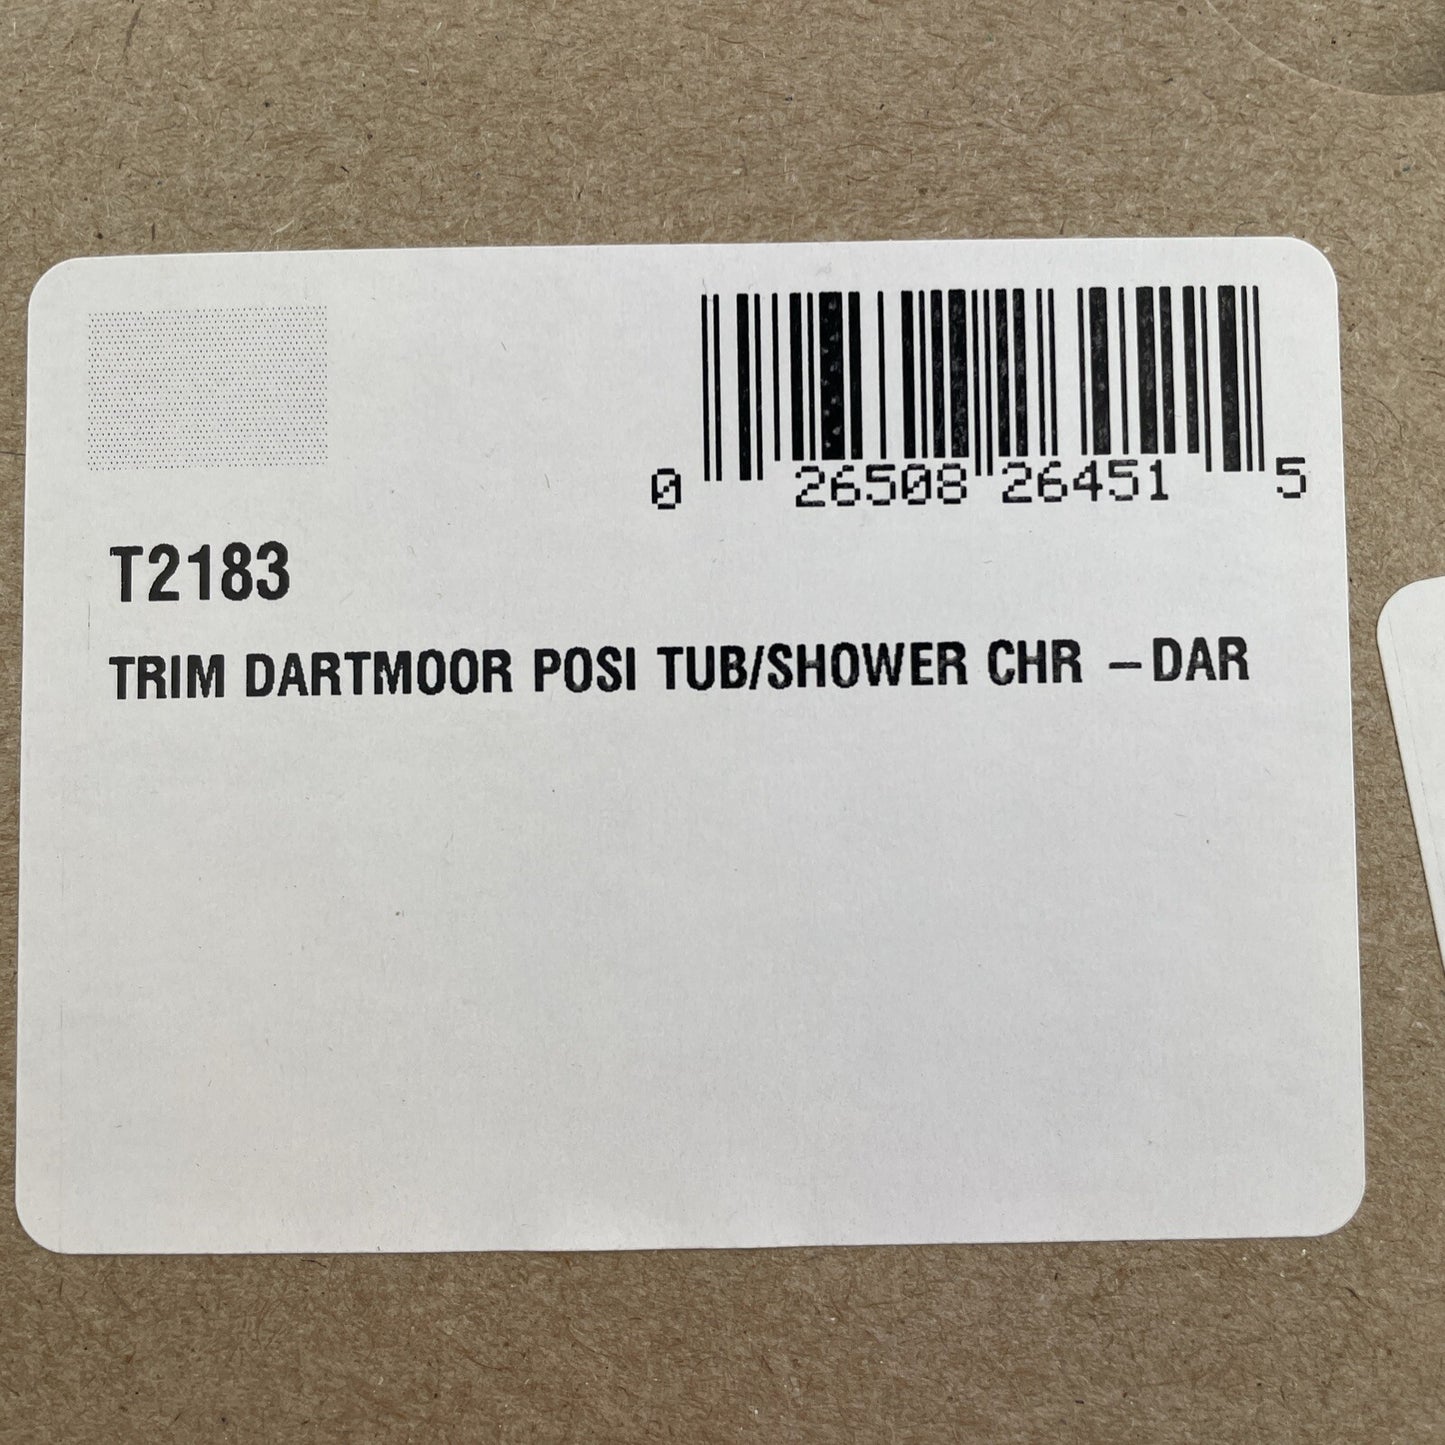 0 26508 26451 5
T2183
TRIM DARTMOOR POSI TUB/SHOWER CHR –DAR